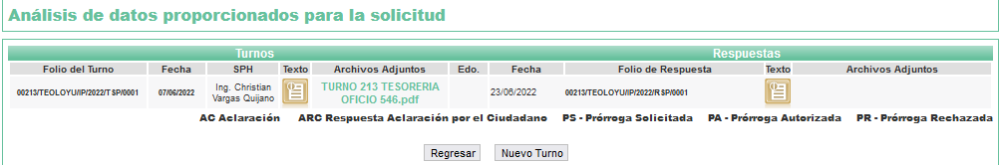 Análisis de datos proporcionados para la solicitud
Turnos Respuestas
Folio del Turno Fecha SPH Texto Archivos Adjuntos Edo. Fecha Folio de Respuesta Texto Archivos Adjuntos
00213/TEOLOYU/IP/2022/TSP/0001 07/06/2022 Ing. Christian Vargas Quijano TURNO 213 TESORERIA OFICIO 546.pdf 23/06/2022 00213/TEOLOYU/IP/2022/RSP/0001
AC Aclaración ARC Respuesta Aclaración por el Ciudadano PS - Prórroga Solicitada PA - Prórroga Autorizada PR - Prórroga Rechazada
Regresar Nuevo Turno